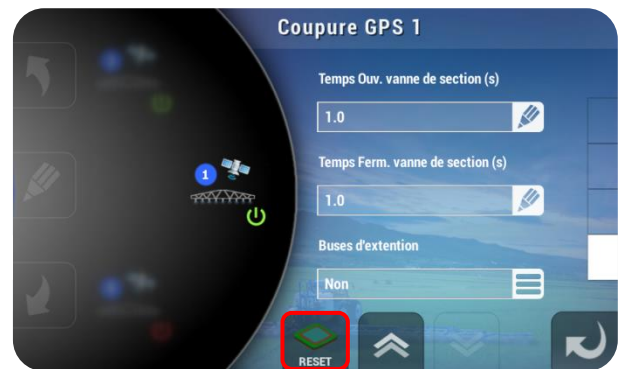 Coupure GPS 1
Temps Ouv. vanne de section (s)
1.0
1
Temps Ferm. vanne de section (s)
1.0
Buses d'extention
Non
RESET